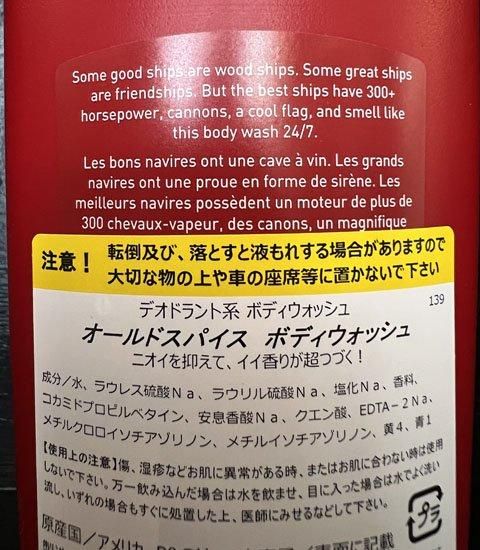 Some good ships are wood ships. Some great ships
are friendships. But the best ships have 300+
horsepower, cannons, a cool flag, and smell like
this body wash 24/7.
Les bons navires ont une cave à vin. Les grands
navires ont une proue en forme de sirène. Les
meilleurs navires possèdent un moteur de plus de
300 chevaux-vapeur, des canons, un magnifique
注意！ 転倒及び、落とすと液もれする場合がありますので
大切な物の上や車の座席等に置かないで下さい
139
デオドラント系 ボディウォッシュ
オールドスパイス ボディウォッシュ
ニオイを抑えて、イイ香りが超つづく！
成分／水、ラウレス硫酸Ｎａ、ラウリル硫酸Ｎａ、塩化Ｎａ、香料、
コカミドプロピルベタイン、安息香酸Ｎａ、クエン酸、EDTA－２Ｎａ、
メチルクロロイソチアゾリノン、メチルイソチアゾリノン、黄４、青１
【使用上の注意】傷、湿疹などお肌に異常がある時、またはお肌に合わない時は使用
しないで下さい。万一飲み込んだ場合は水を飲ませ、目に入った場合は水でよく洗い
流し、いずれの場合もすぐに処置した上、医師にみせるなどして下さい。
プラ
原産国／アメリカ